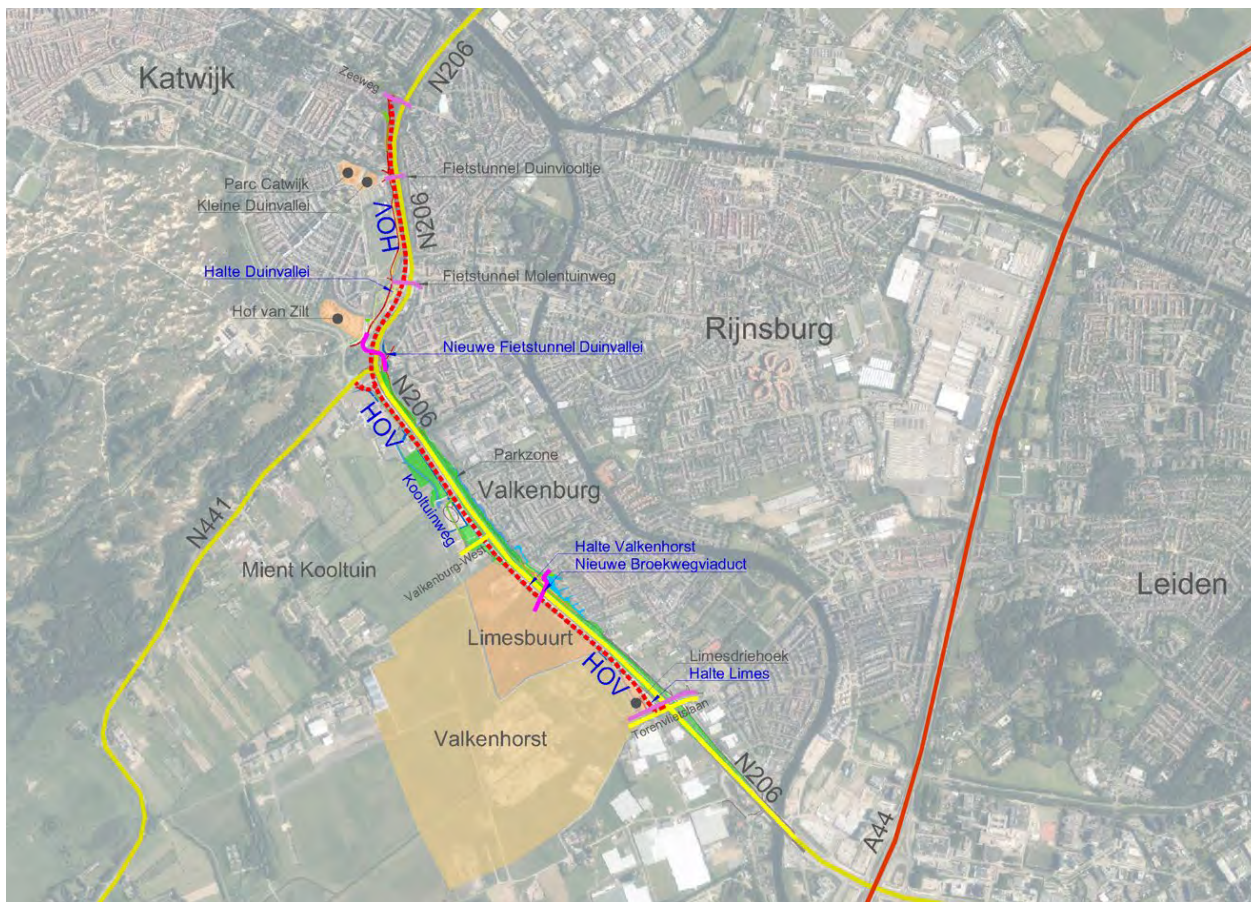 Katwijk
Zeeweg
N206
Fietstunnel Duinviooltje
Parc Catwijk
Kleine Duinvallei
HOV
N206
Halte Duinvallei
Fietstunnel Molentuinweg
Hof van Zilt
Rijnsburg
Nieuwe Fietstunnel Duinvallei
N206
HOV
Parkzone
Valkenburg
Kooltuinweg
N441
Mient Kooltuin
Valkenburg-West
Halte Valkenhorst
Nieuwe Broekwegviaduct
Leiden
Limesbuurt
Limesdriehoek
Halte Limes
HOV
Torenvlietslaan
Valkenhorst
N206
A44